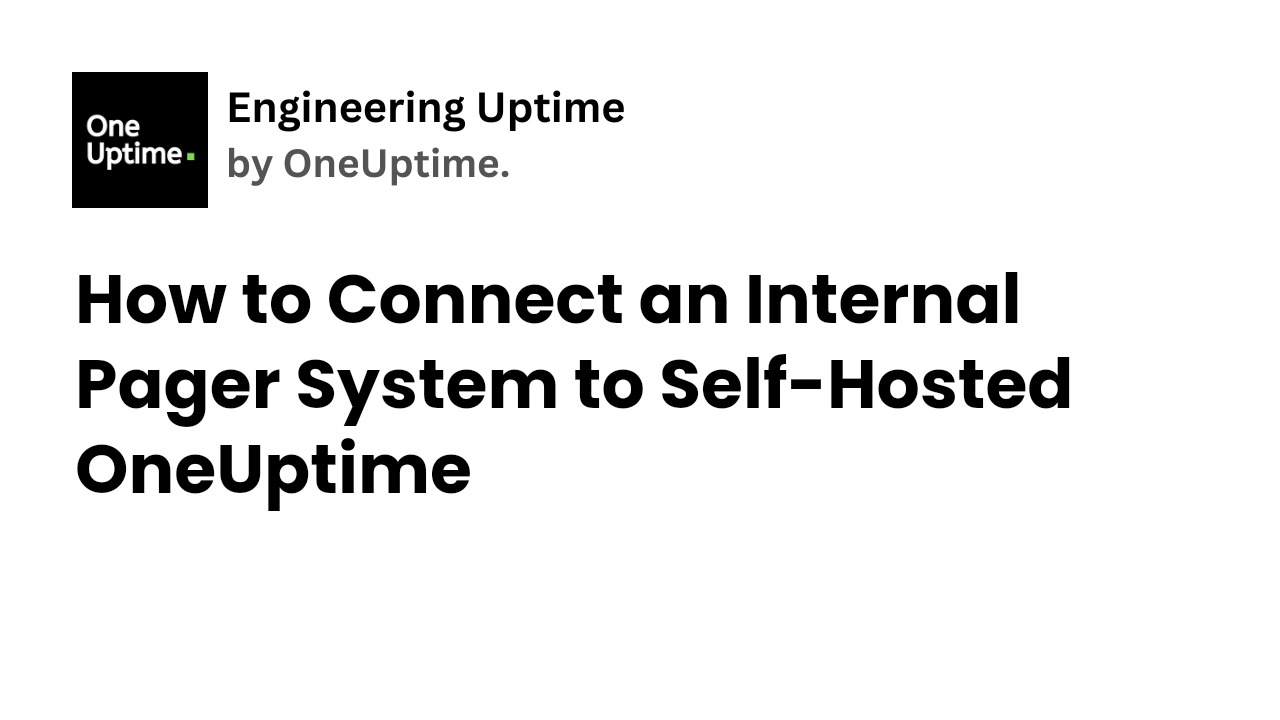 One
Uptime
Engineering Uptime
by OneUptime.
How to Connect an Internal
Pager System to Self-Hosted
OneUptime